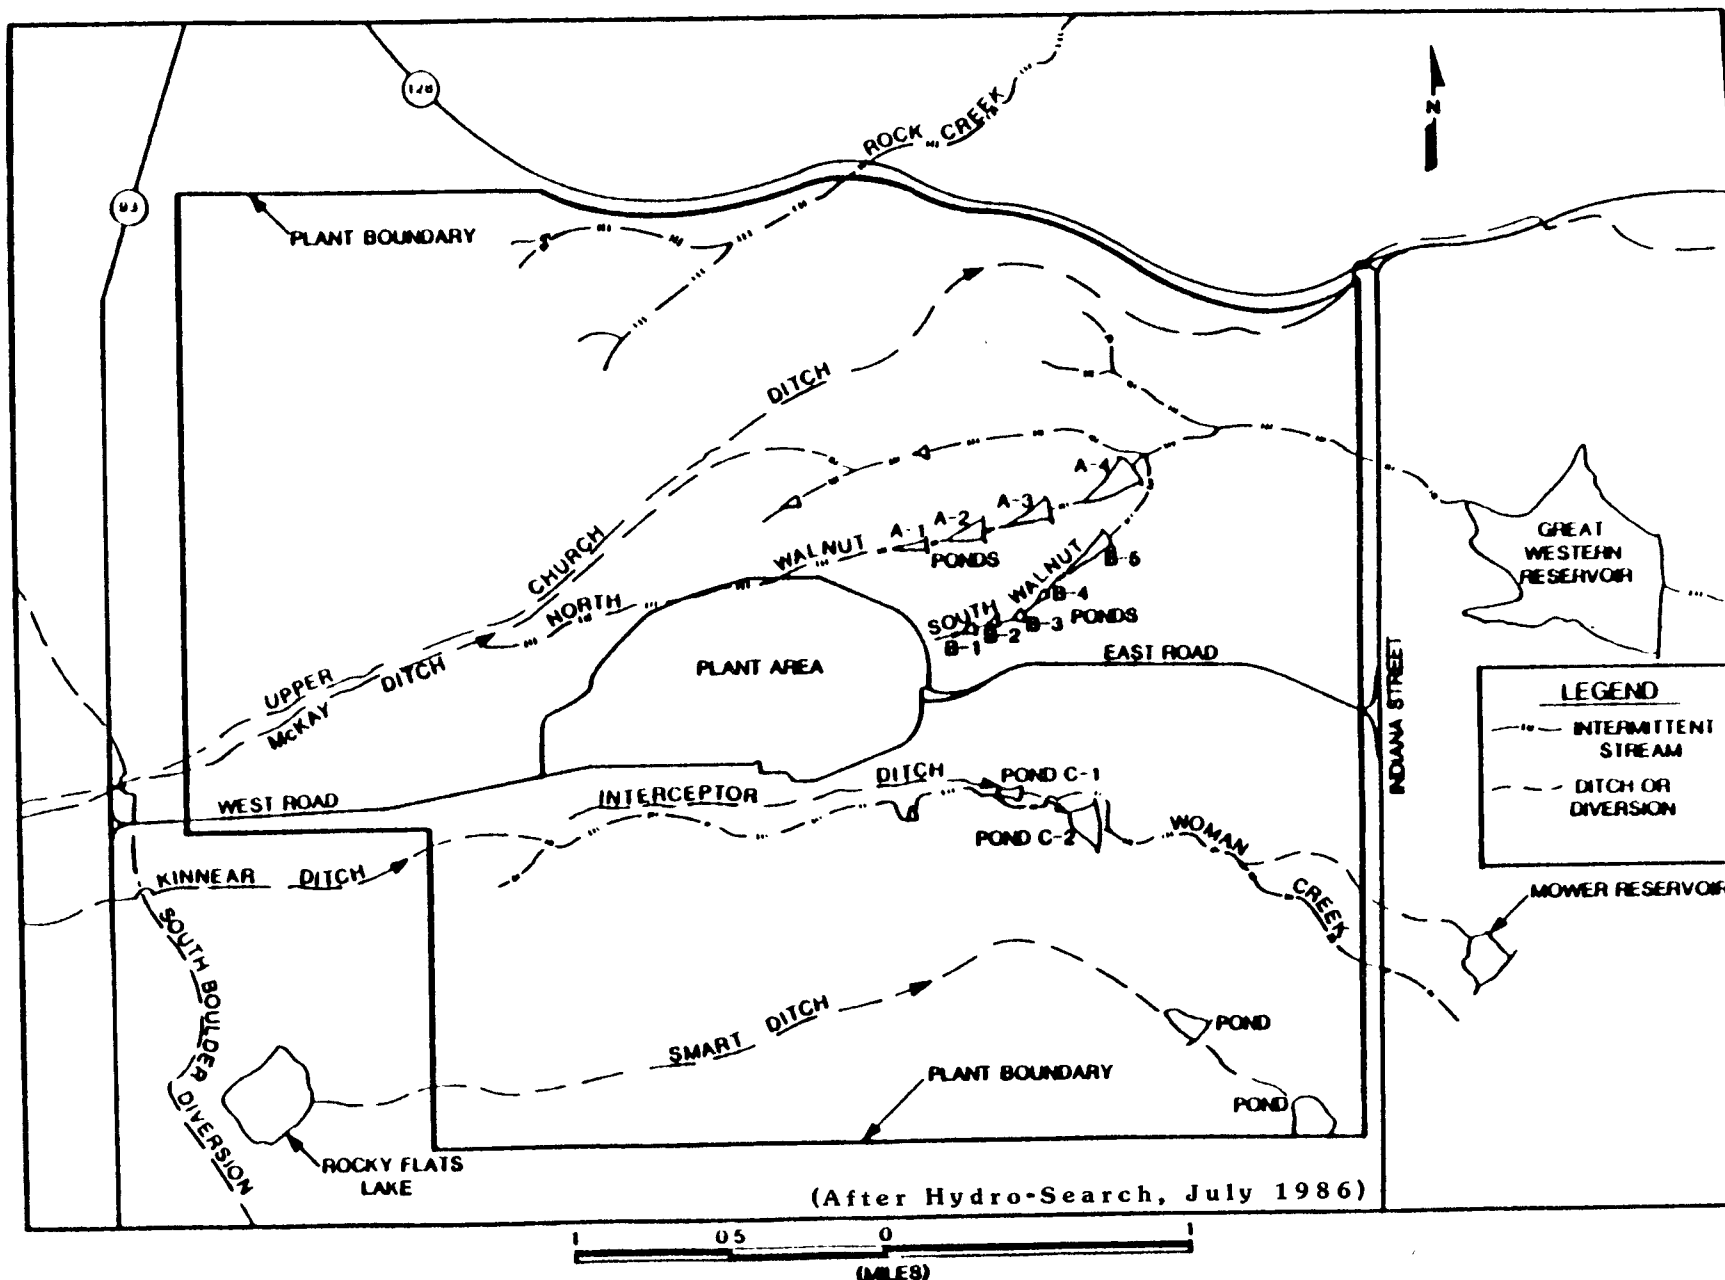 128
ROCK CREEK
N
93
PLANT BOUNDARY
DITCH
A-4
A-3
A-2
A-1
WALNUT
PONDS
GREAT
WESTERN
RESERVOIR
CHURCH
SOUTH WALNUT
B-5
NORTH
B-4
B-3
PONDS
B-2
B-1
EAST ROAD
PLANT AREA
UPPER
McKAY DITCH
INDIANA STREET
LEGEND
INTERMITTENT
STREAM
DITCH OR
DIVERSION
WEST ROAD
INTERCEPTOR DITCH
POND C-1
POND C-2
WOMAN
CREEK
KINNEAR DITCH
MOWER RESERVOIR
SOUTH BOULDER DIVERSION
SMART DITCH
POND
PLANT BOUNDARY
POND
ROCKY FLATS
LAKE
(After Hydro-Search, July 1986)
1 0.5 0 1
(MILES)